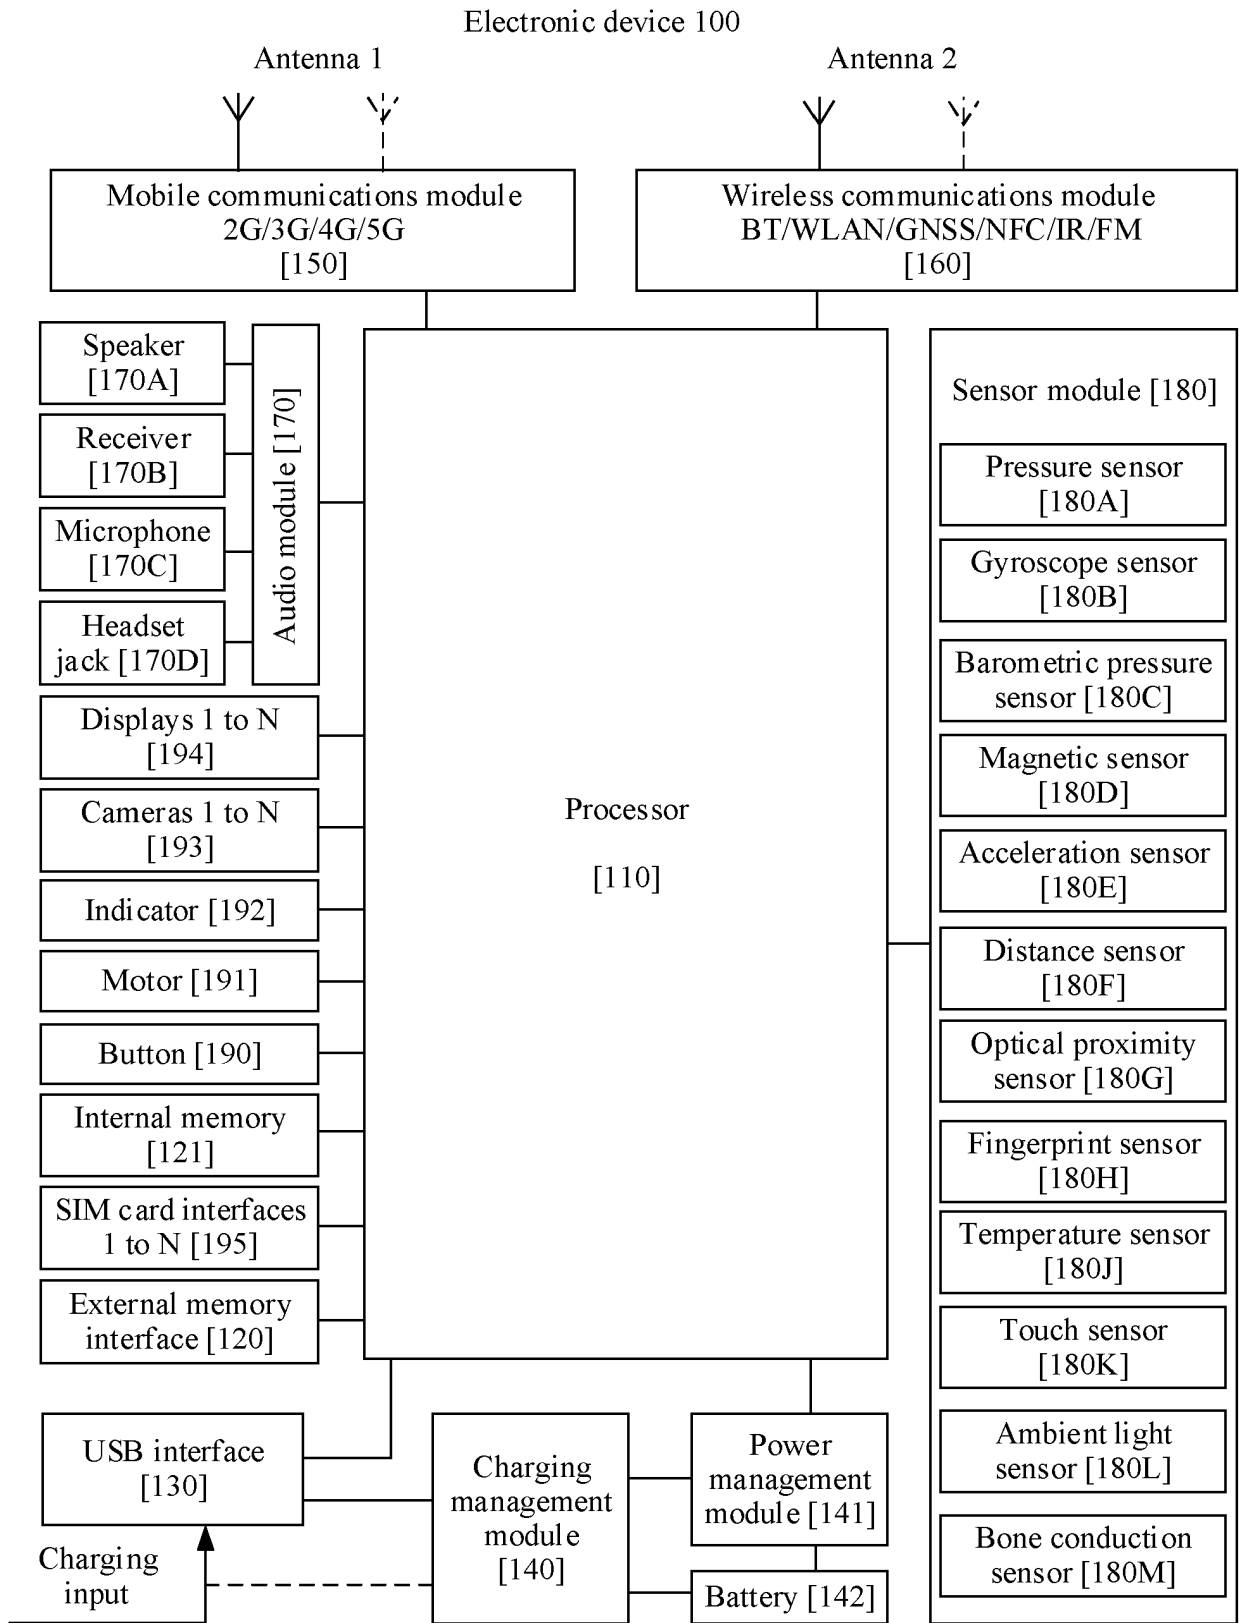 Electronic device 100
Antenna 1
Antenna 2
Mobile communications module
2G/3G/4G/5G
[150]
Wireless communications module
BT/WLAN/GNSS/NFC/IR/FM
[160]
Speaker
[170A]
Receiver
[170B]
Microphone
[170C]
Headset
jack [170D]
Audio module [170]
Displays 1 to N
[194]
Cameras 1 to N
[193]
Indicator [192]
Motor [191]
Button [190]
Internal memory
[121]
SIM card interfaces
1 to N [195]
External memory
interface [120]
Processor
[110]
Sensor module [180]
Pressure sensor
[180A]
Gyroscope sensor
[180B]
Barometric pressure
sensor [180C]
Magnetic sensor
[180D]
Acceleration sensor
[180E]
Distance sensor
[180F]
Optical proximity
sensor [180G]
Fingerprint sensor
[180H]
Temperature sensor
[180J]
Touch sensor
[180K]
Ambient light
sensor [180L]
Bone conduction
sensor [180M]
USB interface
[130]
Charging
input
Charging
management
module
[140]
Power
management
module [141]
Battery [142]